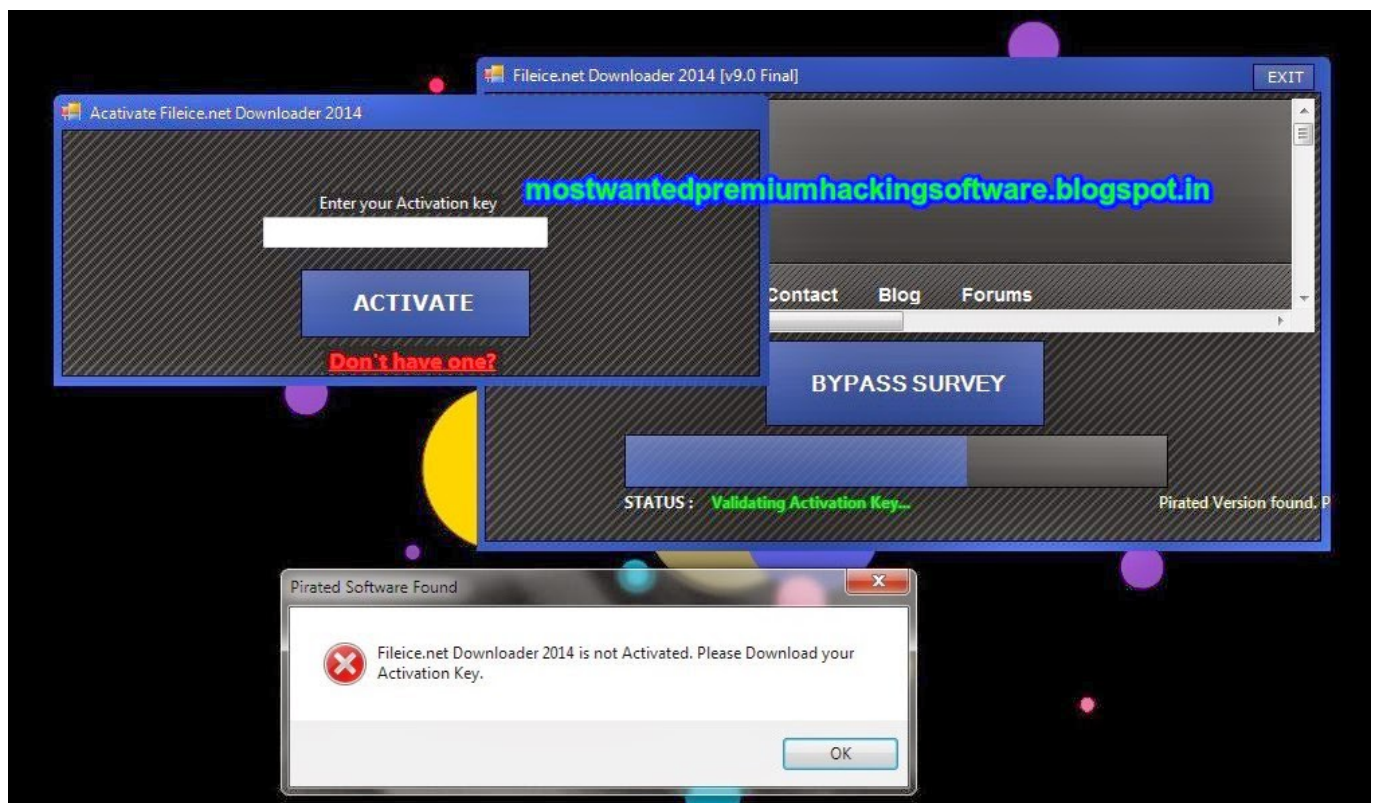 Fileice.net Downloader 2014 [v9.0 Final]
EXIT
Acativate Fileice.net Downloader 2014
mostwantedpremiumhackingsoftware.blogspot.in
Enter your Activation key
ACTIVATE
Don't have one?
Contact Blog Forums
BYPASS SURVEY
STATUS : Validating Activation Key...
Pirated Version found. P
Pirated Software Found
Fileice.net Downloader 2014 is not Activated. Please Download your
Activation Key.
OK